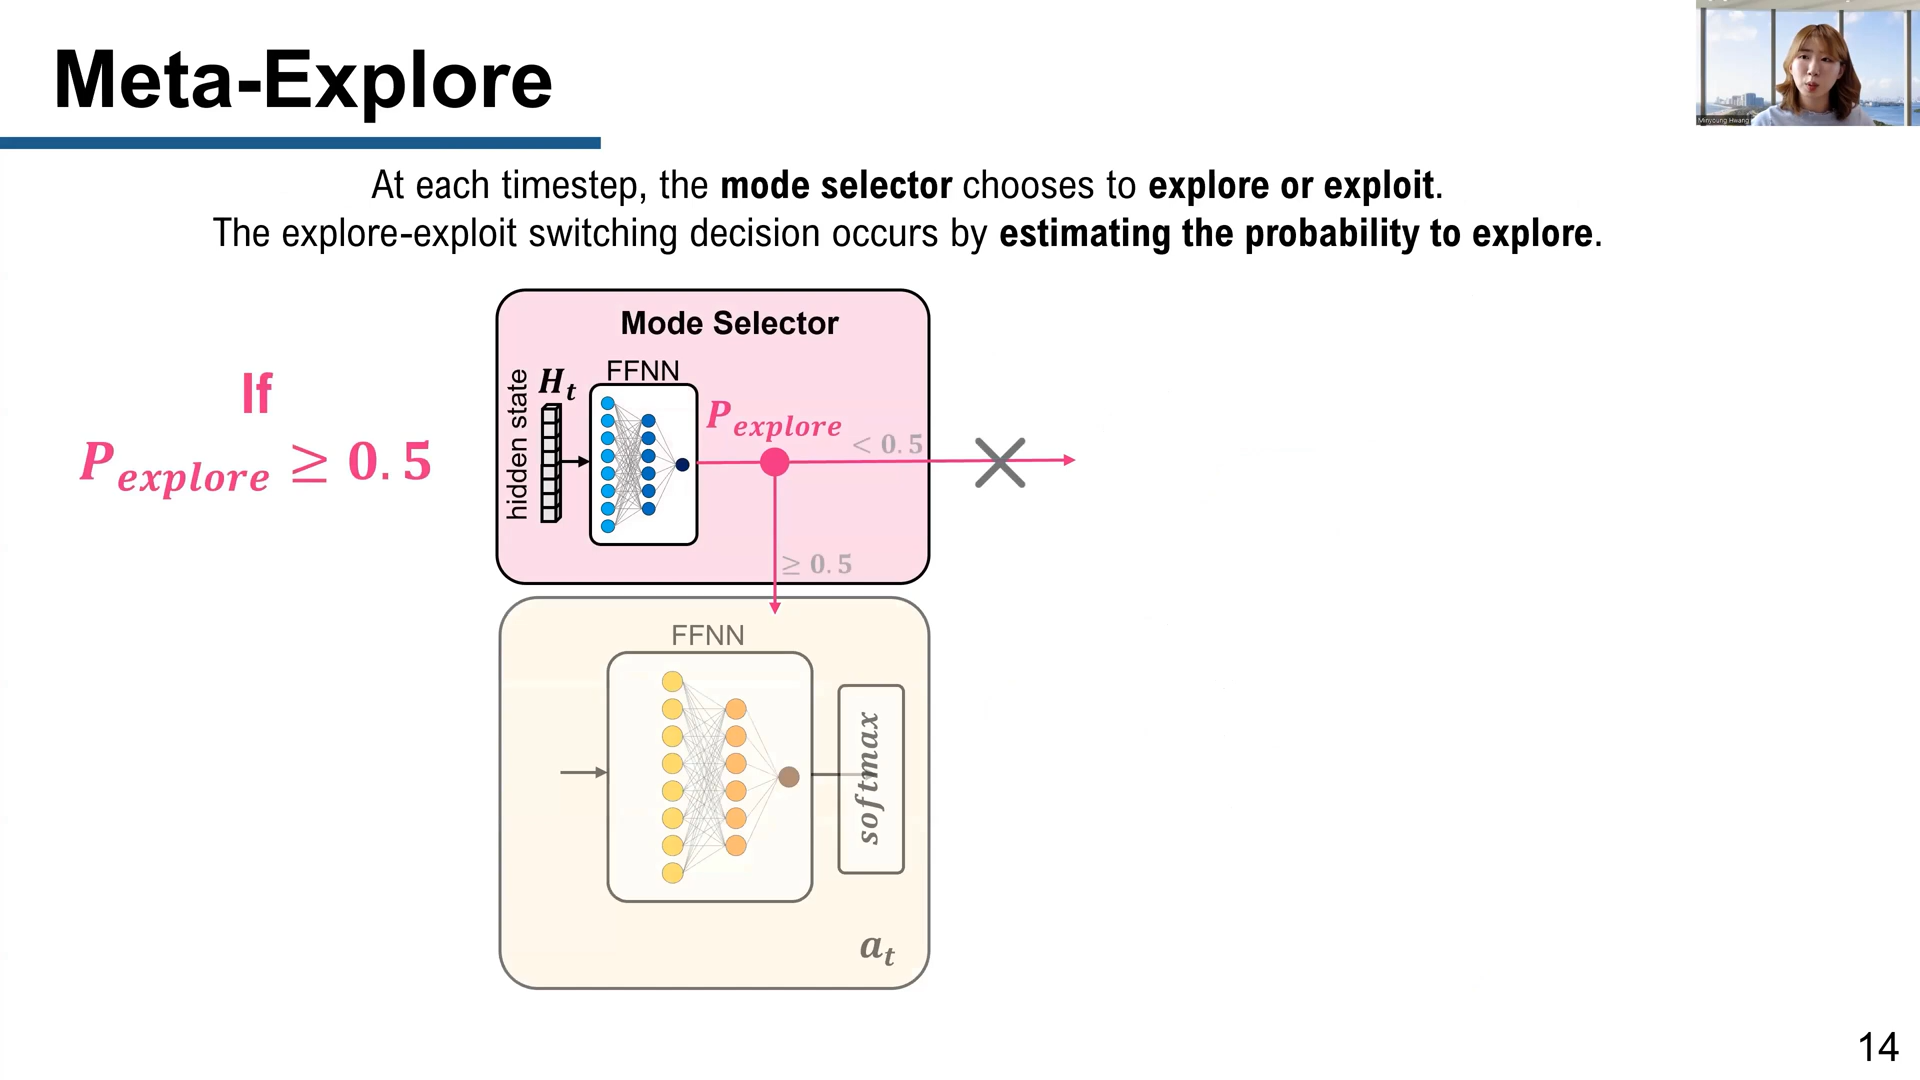 Meta-Explore
Minyoung Hwang
At each timestep, the mode selector chooses to explore or exploit.
The explore-exploit switching decision occurs by estimating the probability to explore.
If
P_explore ≥ 0.5
Mode Selector
hidden state
H_t
FFNN
P_explore
< 0.5
≥ 0.5
FFNN
softmax
a_t
14